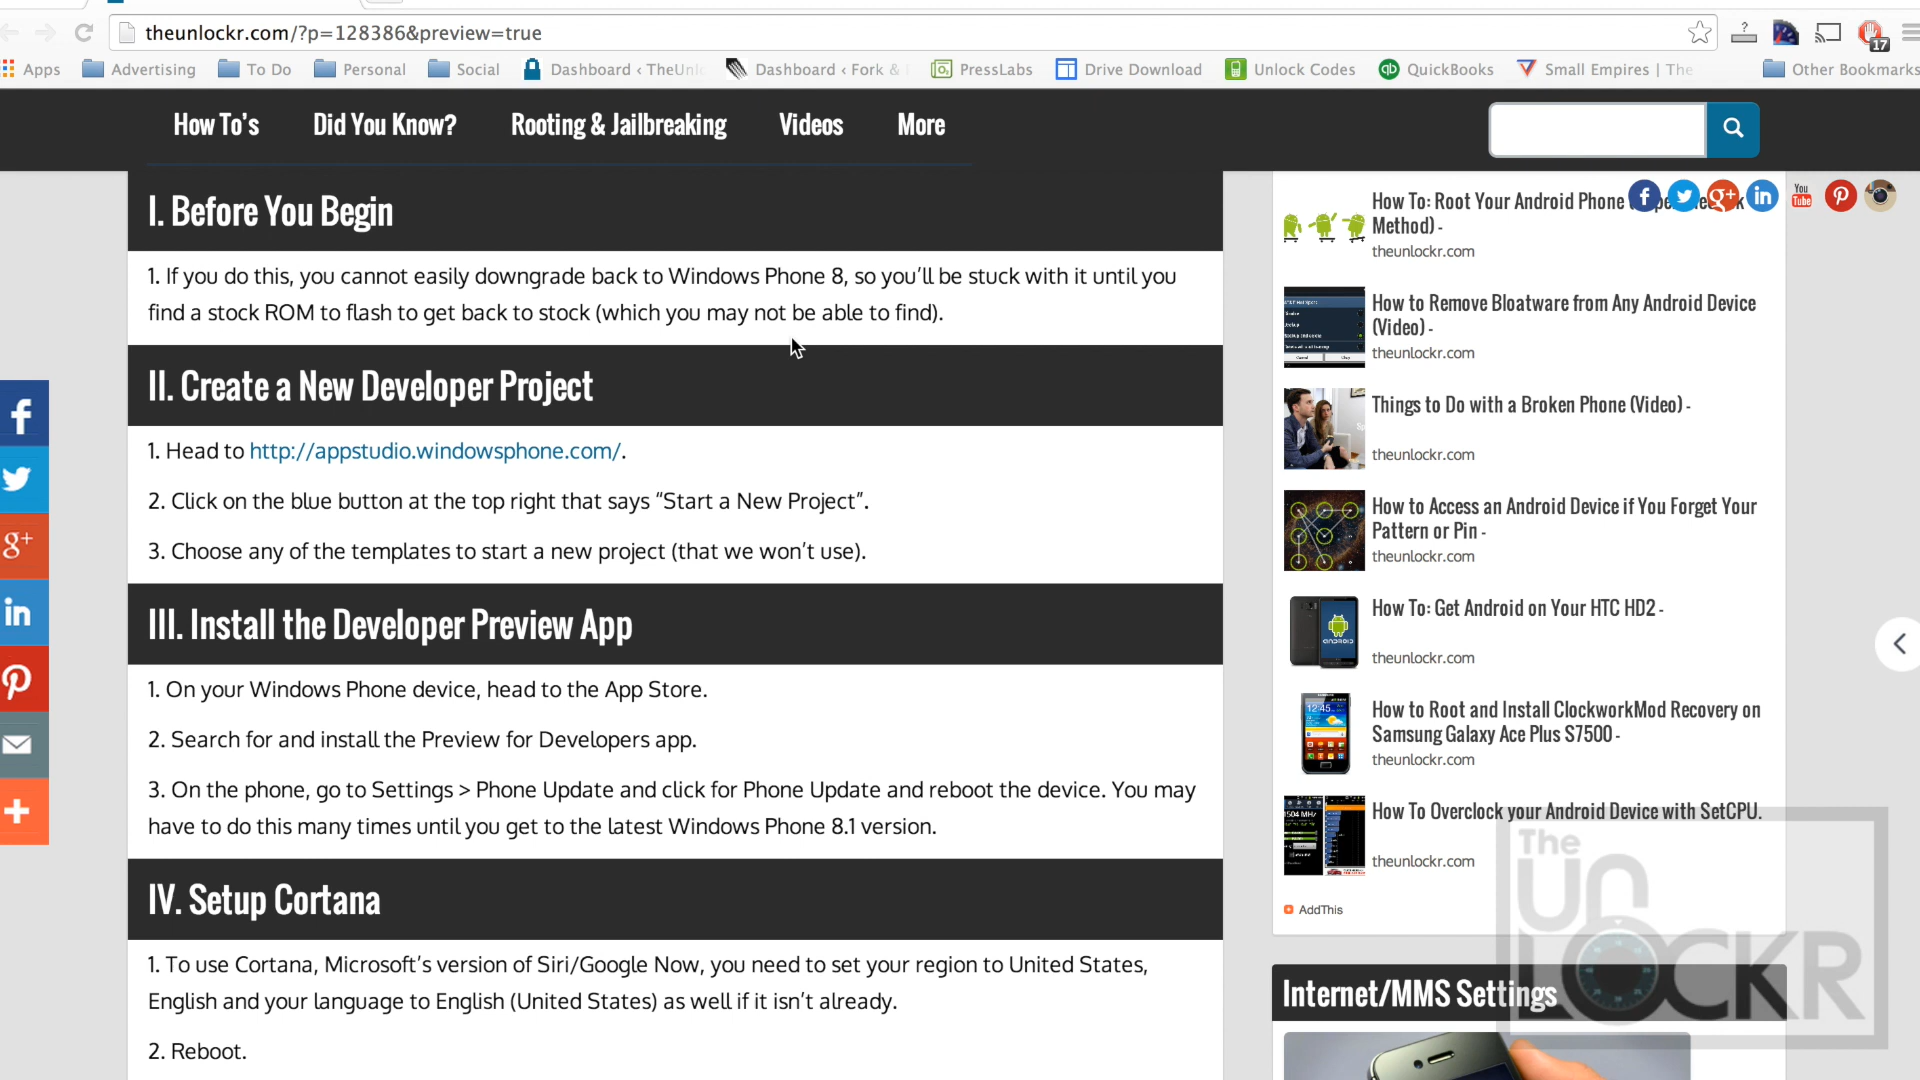 theunlockr.com/?p=128386&preview=true
17
Apps Advertising To Do Personal Social Dashboard ‹ TheUnl Dashboard ‹ Fork & PressLabs Drive Download Unlock Codes QuickBooks Small Empires | The Other Bookmarks
How To's Did You Know? Rooting & Jailbreaking Videos More
I. Before You Begin
1. If you do this, you cannot easily downgrade back to Windows Phone 8, so you'll be stuck with it until you
find a stock ROM to flash to get back to stock (which you may not be able to find).
II. Create a New Developer Project
1. Head to http://appstudio.windowsphone.com/.
2. Click on the blue button at the top right that says “Start a New Project”.
3. Choose any of the templates to start a new project (that we won't use).
III. Install the Developer Preview App
1. On your Windows Phone device, head to the App Store.
2. Search for and install the Preview for Developers app.
3. On the phone, go to Settings > Phone Update and click for Phone Update and reboot the device. You may
have to do this many times until you get to the latest Windows Phone 8.1 version.
IV. Setup Cortana
1. To use Cortana, Microsoft's version of Siri/Google Now, you need to set your region to United States,
English and your language to English (United States) as well if it isn't already.
2. Reboot.
How To: Root Your Android Phone
Method) -
theunlockr.com
How to Remove Bloatware from Any Android Device
(Video) -
theunlockr.com
Things to Do with a Broken Phone (Video) -
theunlockr.com
How to Access an Android Device if You Forget Your
Pattern or Pin -
theunlockr.com
How To: Get Android on Your HTC HD2 -
theunlockr.com
How to Root and Install ClockworkMod Recovery on
Samsung Galaxy Ace Plus S7500 -
theunlockr.com
How To Overclock your Android Device with SetCPU.
theunlockr.com
AddThis
Internet/MMS Settings
The
UN
LOCKR